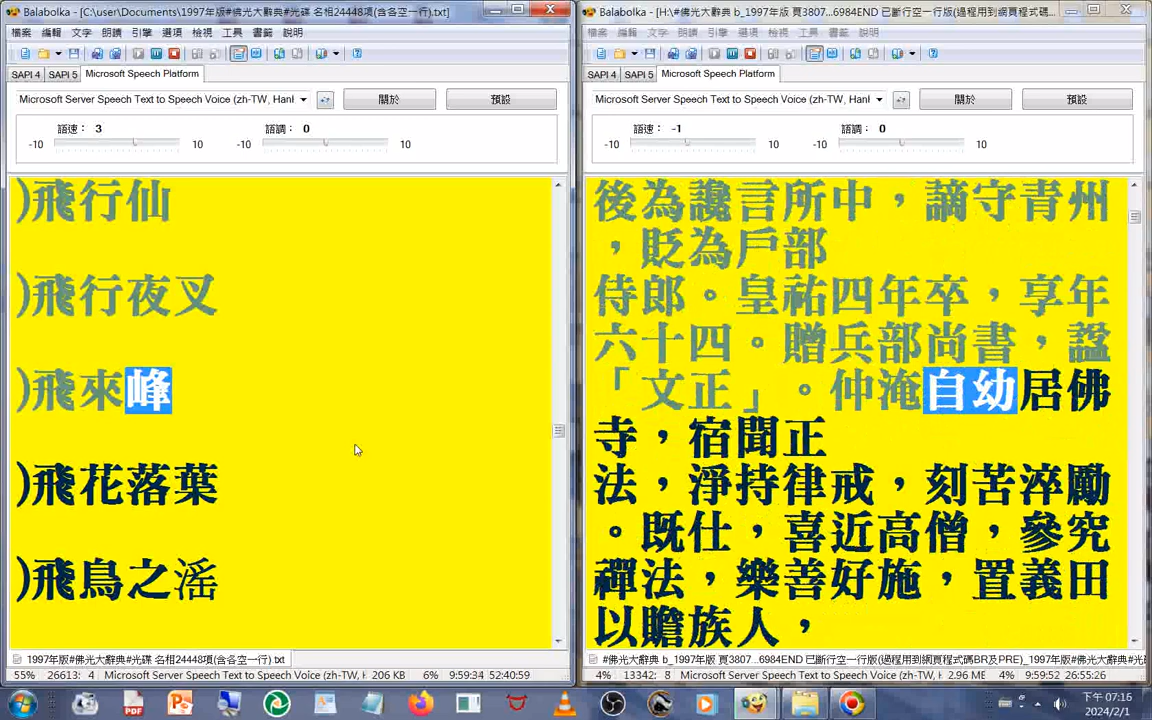 Balabolka - [C:\user\Documents\1997年版#佛光大辭典#光碟 名相24448項(含各空一行).txt]
檔案 編輯 文字 朗讀 引擎 選項 檢視 工具 書籤 說明
SAPI 4 SAPI 5 Microsoft Speech Platform
Microsoft Server Speech Text to Speech Voice (zh-TW, Hanl 關於 預設
語速： 3 語調： 0
-10 10 -10 10
)飛行仙
)飛行夜叉
)飛來峰
)飛花落葉
)飛鳥之滛
1997年版#佛光大辭典#光碟 名相24448項(含各空一行).txt
55% 26613: 4 Microsoft Server Speech Text to Speech Voice (zh-TW, H 206 KB 6% 9:59:34 52:40:59
Balabolka - [H:\#佛光大辭典 b_1997年版 頁3807...6984END 已斷行空一行版(過程用到網頁程式碼...
檔案 編輯 文字 朗讀 引擎 選項 檢視 工具 書籤 說明
SAPI 4 SAPI 5 Microsoft Speech Platform
Microsoft Server Speech Text to Speech Voice (zh-TW, Hanl 關於 預設
語速： -1 語調： 0
-10 10 -10 10
後為讒言所中，謫守青州
，貶為戶部
侍郎。皇祐四年卒，享年
六十四。贈兵部尚書，諡
「文正」。仲淹自幼居佛
寺，宿聞正
法，淨持律戒，刻苦淬勵
。既仕，喜近高僧，參究
禪法，樂善好施，置義田
以贍族人，
#佛光大辭典 b_1997年版 頁3807...6984END 已斷行空一行版(過程用到網頁程式碼BR及PRE)_1997年版#光
4% 13342: 8 Microsoft Server Speech Text to Speech Voice (zh-TW, H 2.96 ME 4% 9:59:52 26:55:26
下午 07:16
2024/2/1